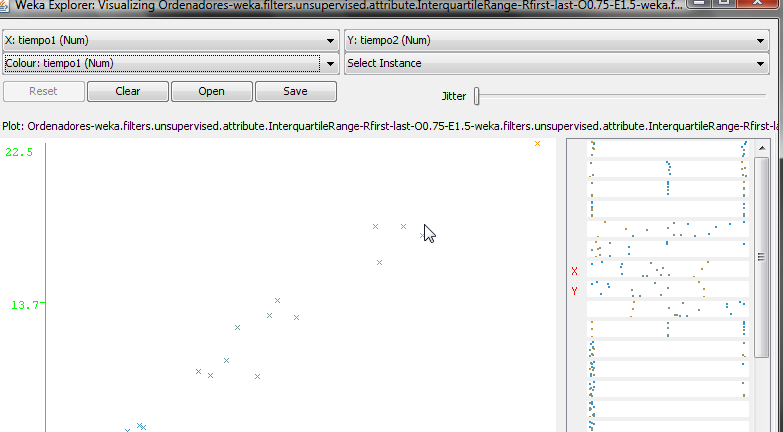 Weka Explorer: Visualizing Ordenadores-weka.filters.unsupervised.attribute.InterquartileRange-Rfirst-last-O0.75-E1.5-weka.f...
X: tiempo1 (Num)
Y: tiempo2 (Num)
Colour: tiempo1 (Num)
Select Instance
Reset
Clear
Open
Save
Jitter
Plot: Ordenadores-weka.filters.unsupervised.attribute.InterquartileRange-Rfirst-last-O0.75-E1.5-weka.filters.unsupervised.attribute.InterquartileRange-Rfirst-la
22.5
13.7
X
Y